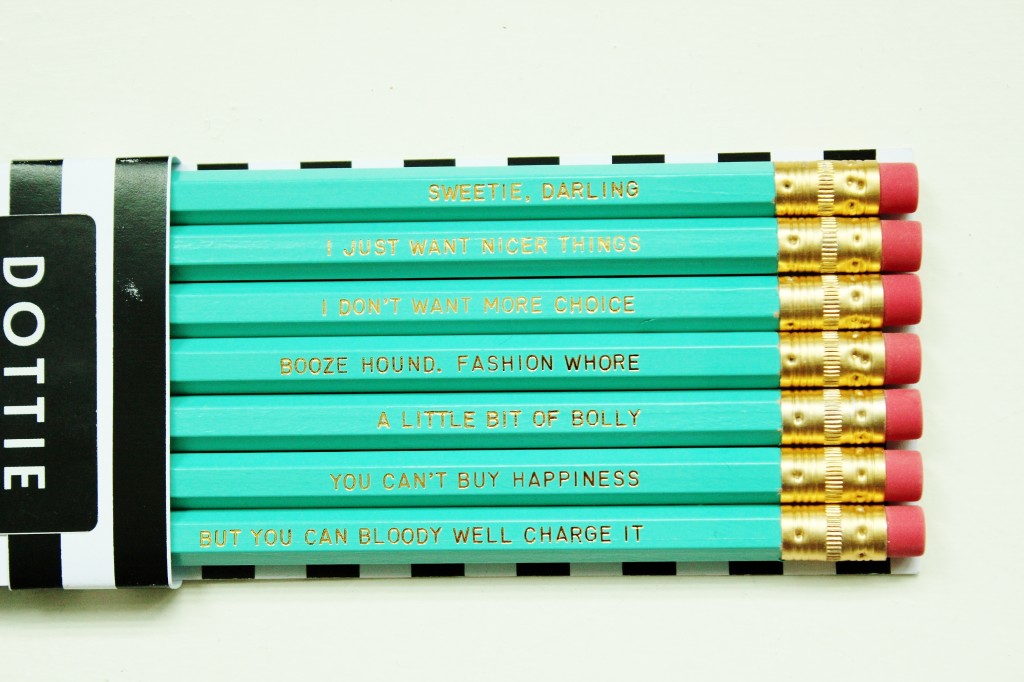 DOTTIE
SWEETIE, DARLING
I JUST WANT NICER THINGS
I DON'T WANT MORE CHOICE
BOOZE HOUND. FASHION WHORE
A LITTLE BIT OF BOLLY
YOU CAN'T BUY HAPPINESS
BUT YOU CAN BLOODY WELL CHARGE IT